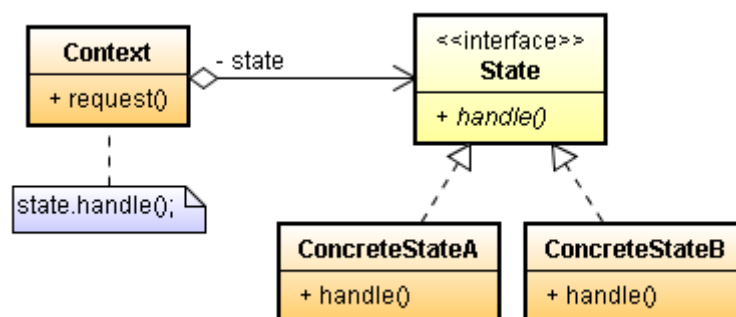 Context
+ request()
- state
<<interface>>
State
+ handle()
state.handle();
ConcreteStateA
+ handle()
ConcreteStateB
+ handle()